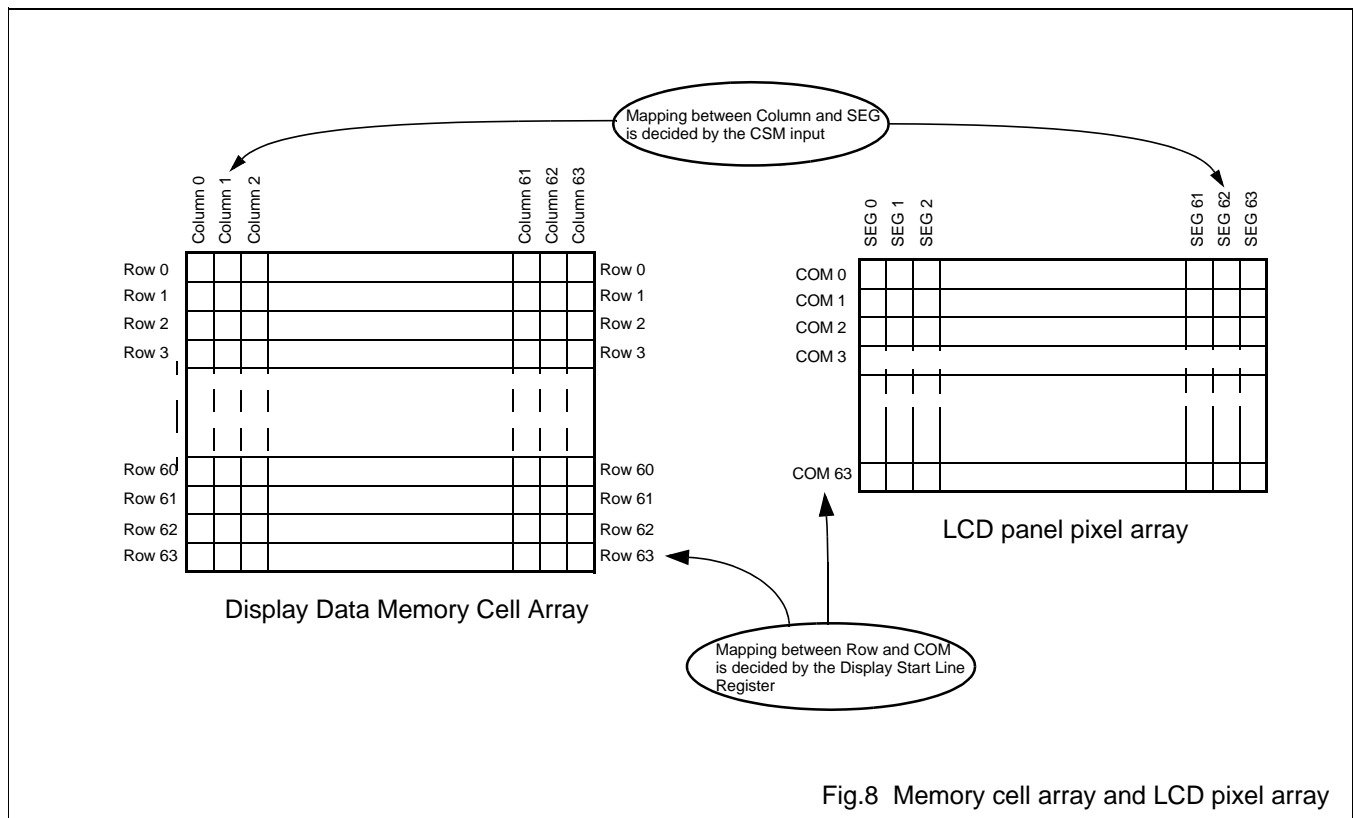 Mapping between Column and SEG
is decided by the CSM input
Column 0
Column 1
Column 2
Column 61
Column 62
Column 63
Row 0
Row 1
Row 2
Row 3
Row 60
Row 61
Row 62
Row 63
Row 0
Row 1
Row 2
Row 3
Row 60
Row 61
Row 62
Row 63
Display Data Memory Cell Array
SEG 0
SEG 1
SEG 2
SEG 61
SEG 62
SEG 63
COM 0
COM 1
COM 2
COM 3
COM 63
LCD panel pixel array
Mapping between Row and COM
is decided by the Display Start Line
Register
Fig.8 Memory cell array and LCD pixel array